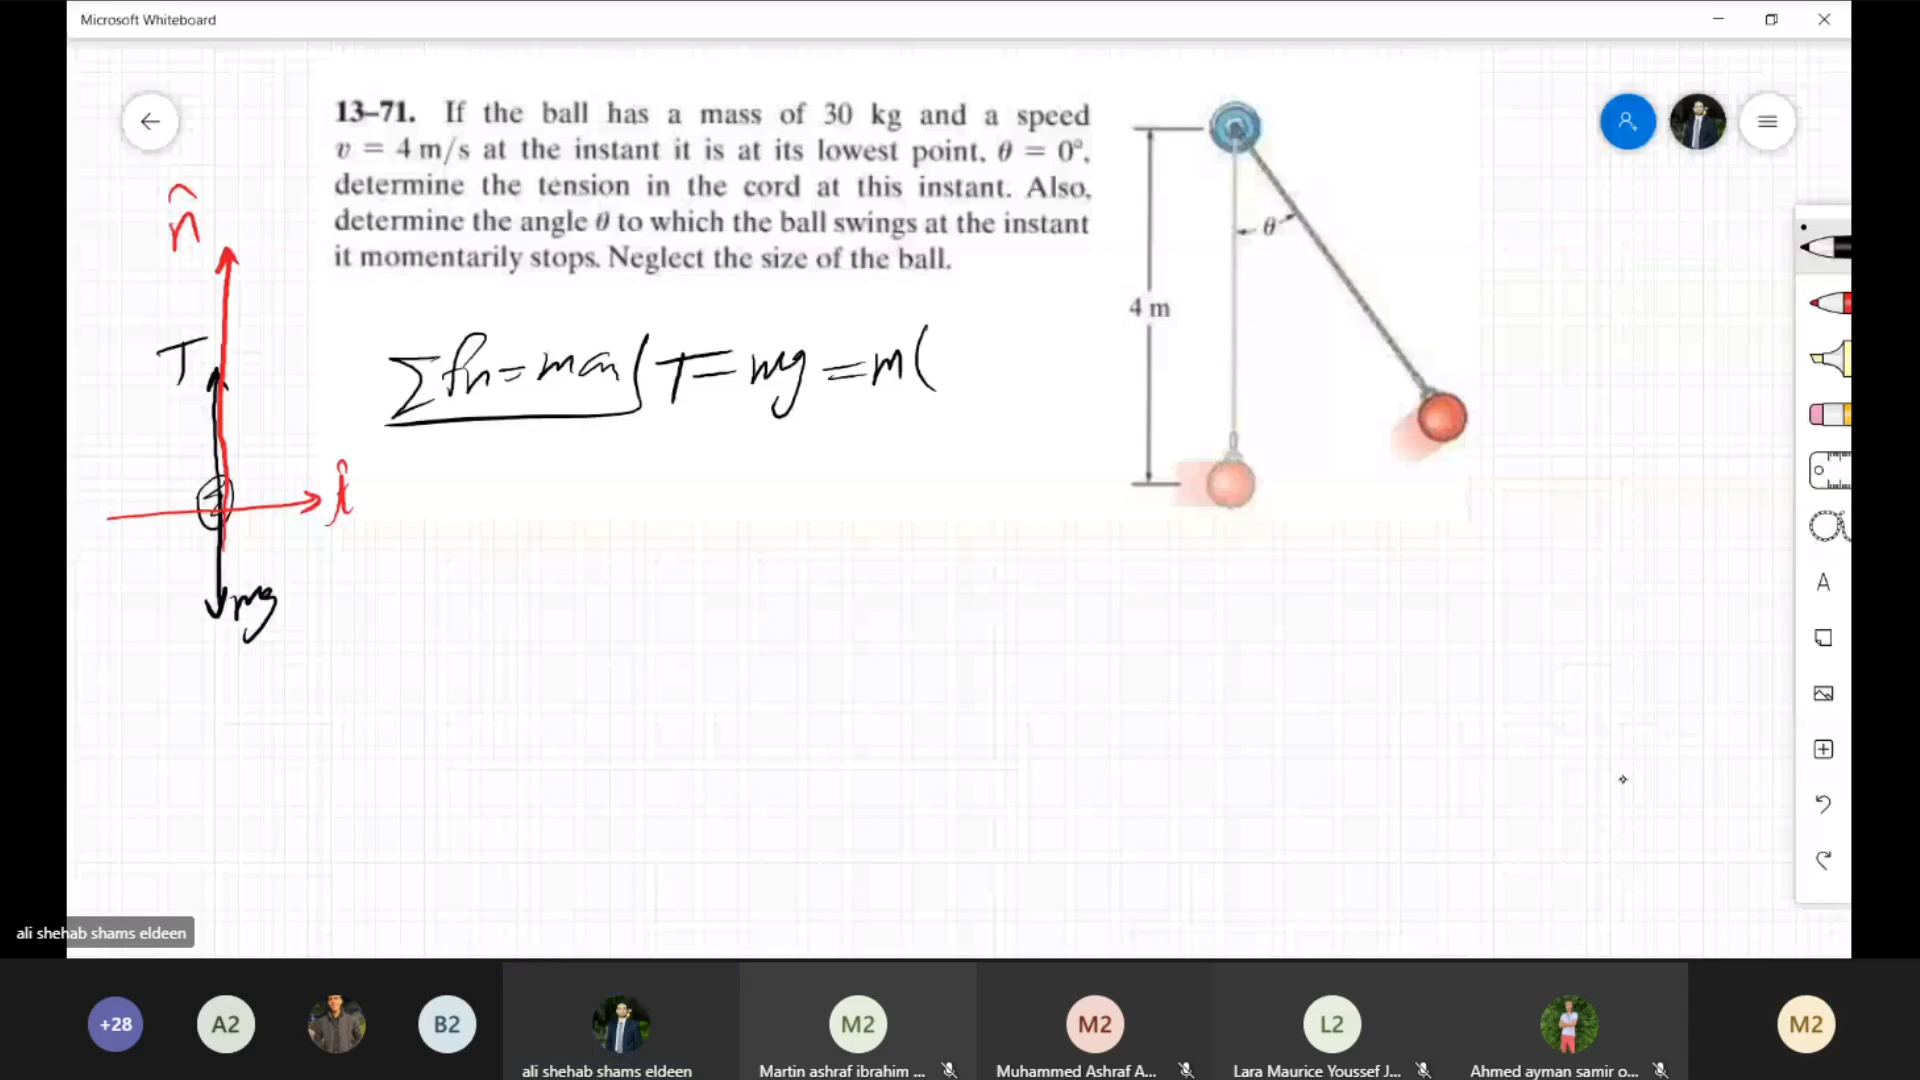 Microsoft Whiteboard
13–71. If the ball has a mass of 30 kg and a speed
v = 4 m/s at the instant it is at its lowest point, θ = 0°,
determine the tension in the cord at this instant. Also,
determine the angle θ to which the ball swings at the instant
it momentarily stops. Neglect the size of the ball.
n̂
T
Σfn = man T - mg = m(
t̂
mg
θ
4 m
A
ali shehab shams eldeen
+28
A2
B2
M2
M2
L2
M2
ali shehab shams eldeen
Martin ashraf ibrahim ...
Muhammed Ashraf A...
Lara Maurice Youssef J...
Ahmed ayman samir o...